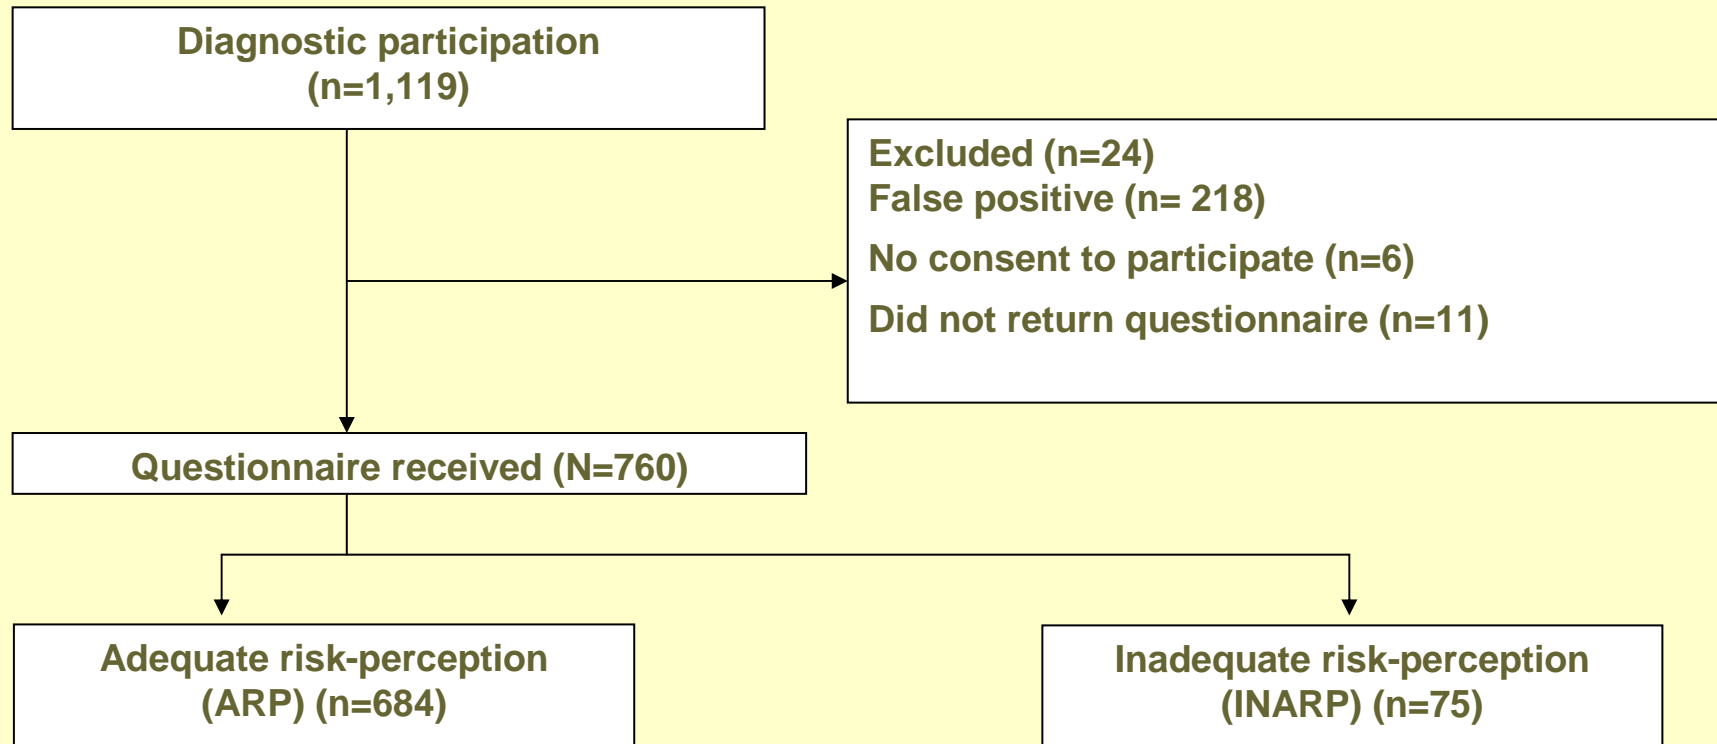 Diagnostic participation
(n=1,119)
Excluded (n=24)
False positive (n= 218)
No consent to participate (n=6)
Did not return questionnaire (n=11)
Questionnaire received (N=760)
Adequate risk-perception
(ARP) (n=684)
Inadequate risk-perception
(INARP) (n=75)